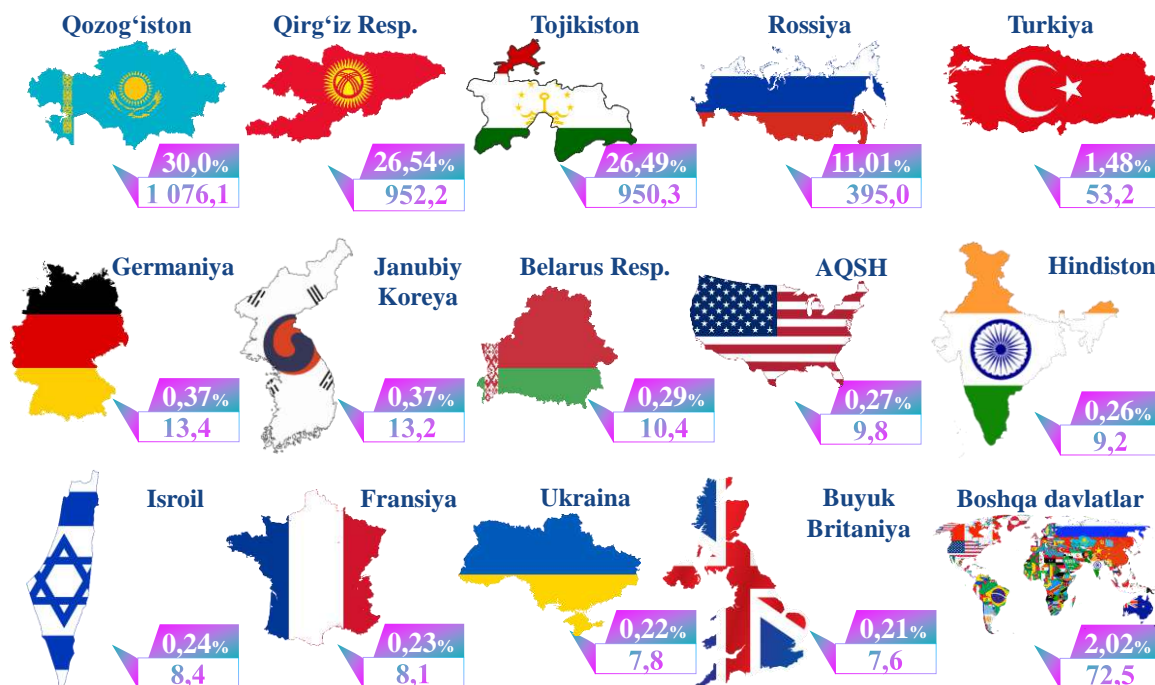 Qozog‘iston
30,0%
1 076,1
Qirg‘iz Resp.
26,54%
952,2
Tojikiston
26,49%
950,3
Rossiya
11,01%
395,0
Turkiya
1,48%
53,2
Germaniya
0,37%
13,4
Janubiy
Koreya
0,37%
13,2
Belarus Resp.
0,29%
10,4
AQSH
0,27%
9,8
Hindiston
0,26%
9,2
Isroil
0,24%
8,4
Fransiya
0,23%
8,1
Ukraina
0,22%
7,8
Buyuk
Britaniya
0,21%
7,6
Boshqa davlatlar
2,02%
72,5